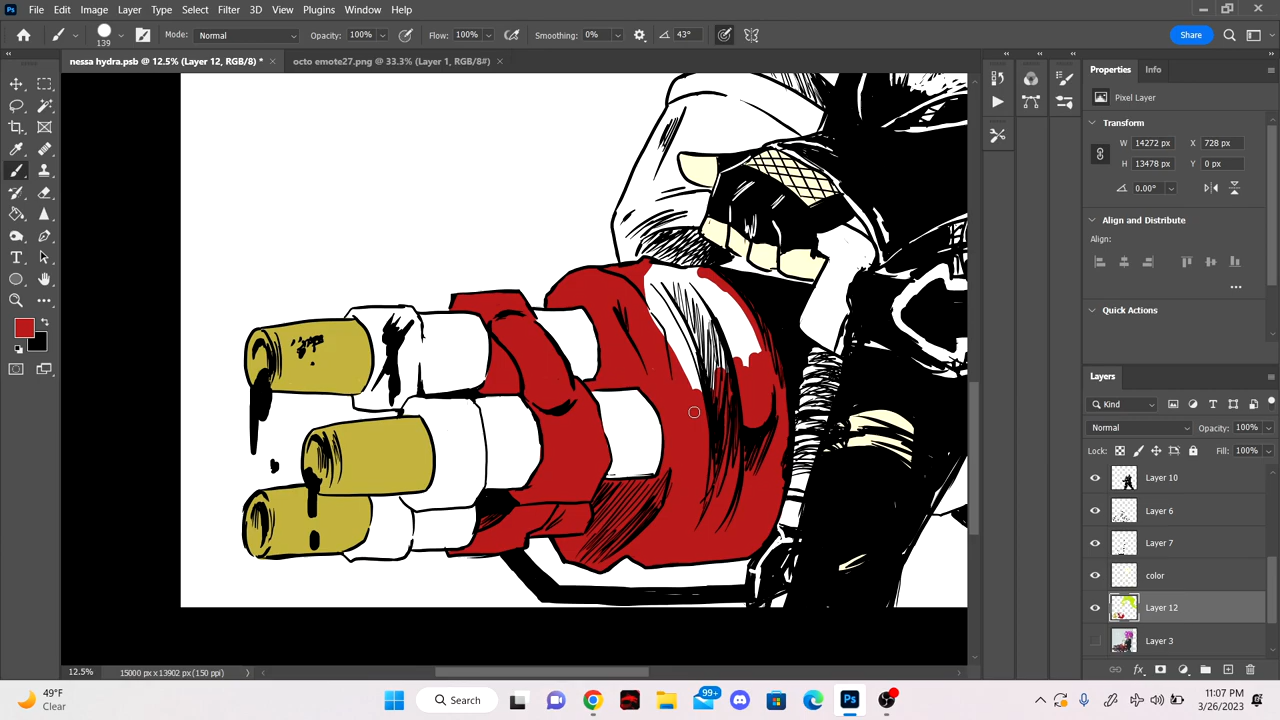 Ps File Edit Image Layer Type Select Filter 3D View Plugins Window Help
139 Mode: Normal Opacity: 100% Flow: 100% Smoothing: 0% 43° Share
nessa hydra.psb @ 12.5% (Layer 12, RGB/8) * × octo emote27.png @ 33.3% (Layer 1, RGB/8#) ×
Properties Info
Pixel Layer
Transform
W 14272 px X 728 px
H 13478 px Y 0 px
0.00°
Align and Distribute
Align:
Quick Actions
Layers
Kind
Normal Opacity: 100%
Lock: Fill: 100%
Layer 10
Layer 6
Layer 7
color
Layer 12
Layer 3
12.5% 15000 px x 13902 px (150 ppi)
49°F
Clear
Search
99+
Ps
11:07 PM
3/26/2023